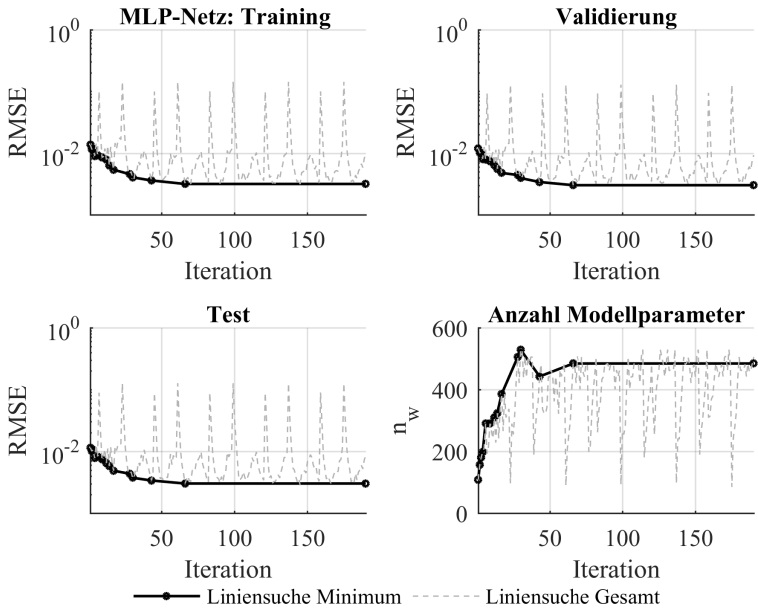 MLP-Netz: Training
Validierung
10^0
10^-2
RMSE
50 100 150
Iteration
10^0
10^-2
RMSE
50 100 150
Iteration
Test
Anzahl Modellparameter
10^0
10^-2
RMSE
50 100 150
Iteration
600
400
200
0
n_w
50 100 150
Iteration
Liniensuche Minimum
Liniensuche Gesamt